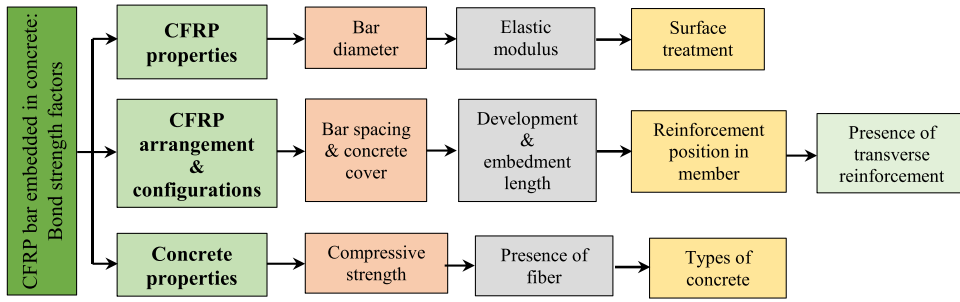 CFRP bar embedded in concrete:
Bond strength factors
CFRP
properties
Bar
diameter
Elastic
modulus
Surface
treatment
CFRP
arrangement
&
configurations
Bar spacing
& concrete
cover
Development
&
embedment
length
Reinforcement
position in
member
Presence of
transverse
reinforcement
Concrete
properties
Compressive
strength
Presence of
fiber
Types of
concrete